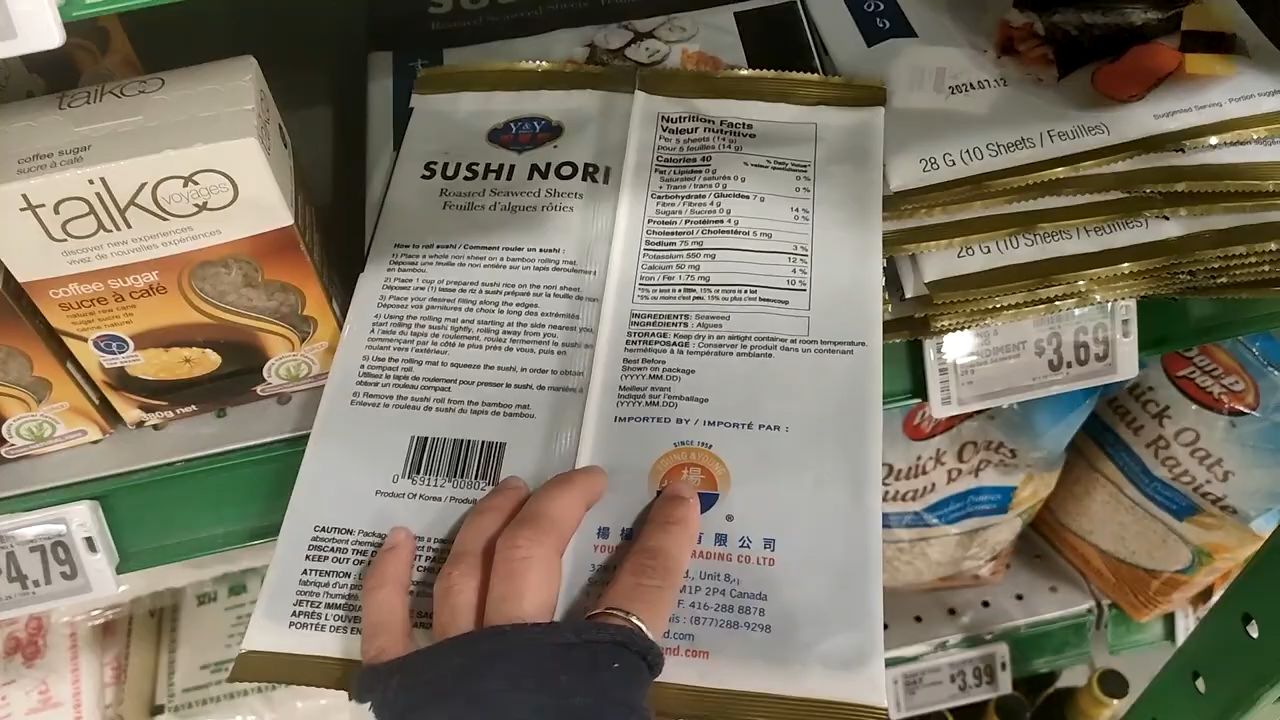 taikoo
coffee sugar
sucre à café
taikoo
voyages
discover new experiences
vivez de nouvelles expériences
coffee sugar
sucre à café
natural raw cane
sugar sucre de
canne naturel
380g net
$4.79
Y&Y
SUSHI NORI
Roasted Seaweed Sheets
Feuilles d'algues rôties
How to roll sushi / Comment rouler un sushi :
1) Place a whole nori sheet on a bamboo rolling mat.
Déposez une feuille de nori entière sur un tapis de roulement
en bambou.
2) Place 1 cup of prepared sushi rice on the nori sheet.
Déposez une (1) tasse de riz à sushi préparé sur la feuille de nori
3) Place your desired filling along the edges.
Déposez vos garnitures de choix le long des extrémités.
4) Using the rolling mat and starting at the side nearest you,
start rolling the sushi tightly, rolling away from you.
À l'aide du tapis de roulement, roulez fermement le sushi en
commençant par le côté le plus près de vous, puis en
roulant vers l'extérieur.
5) Use the rolling mat to squeeze the sushi, in order to obtain
a compact roll.
Utilisez le tapis de roulement pour presser le sushi, de manière à
obtenir un rouleau compact.
6) Remove the sushi roll from the bamboo mat.
Enlevez le rouleau de sushi du tapis de bambou.
0 69112 00802
Product Of Korea / Produit
CAUTION:
absorbent
DISCARD THE
KEEP OUT OF
ATTENTION :
fabriqué d'un
contre l'humidité.
JETEZ
APRÈS
PORTÉE DES
Nutrition Facts
Valeur nutritive
Per 5 sheets (14 g)
pour 5 feuilles (14 g)
Calories 40
% Daily Value*
% valeur quotidienne*
Fat / Lipides 0 g 0 %
Saturated / saturés 0 g
+ Trans / trans 0 g 0 %
Carbohydrate / Glucides 7 g
Fibre / Fibres 4 g 14 %
Sugars / Sucres 0 g 0 %
Protein / Protéines 4 g
Cholesterol / Cholestérol 5 mg
Sodium 75 mg 3 %
Potassium 550 mg 12 %
Calcium 50 mg 4 %
Iron / Fer 1.75 mg 10 %
*5% or less is a little, 15% or more is a lot
*5% ou moins c'est peu, 15% ou plus c'est beaucoup
INGREDIENTS: Seaweed
INGRÉDIENTS : Algues
STORAGE: Keep dry in an airtight container at room temperature.
ENTREPOSAGE : Conserver le produit dans un contenant
hermétique à la température ambiante.
Best Before
Shown on package
(YYYY.MM.DD)
Meilleur avant
Indiqué sur l'emballage
(YYYY.MM.DD)
IMPORTED BY / IMPORTÉ PAR :
SINCE 1958
YOUNG & YOUNG
楊
®
楊 有限公司
TRADING CO.LTD
Unit 8
M1P 2P4 Canada
F. 416-288 8878
(877)288-9298
のり
2024.07.12
Suggested Serving
28 G (10 Sheets / Feuilles)
28 G (10 Sheets / Feuilles)
$3.69
Quick Oats
Quick Oats
$3.99